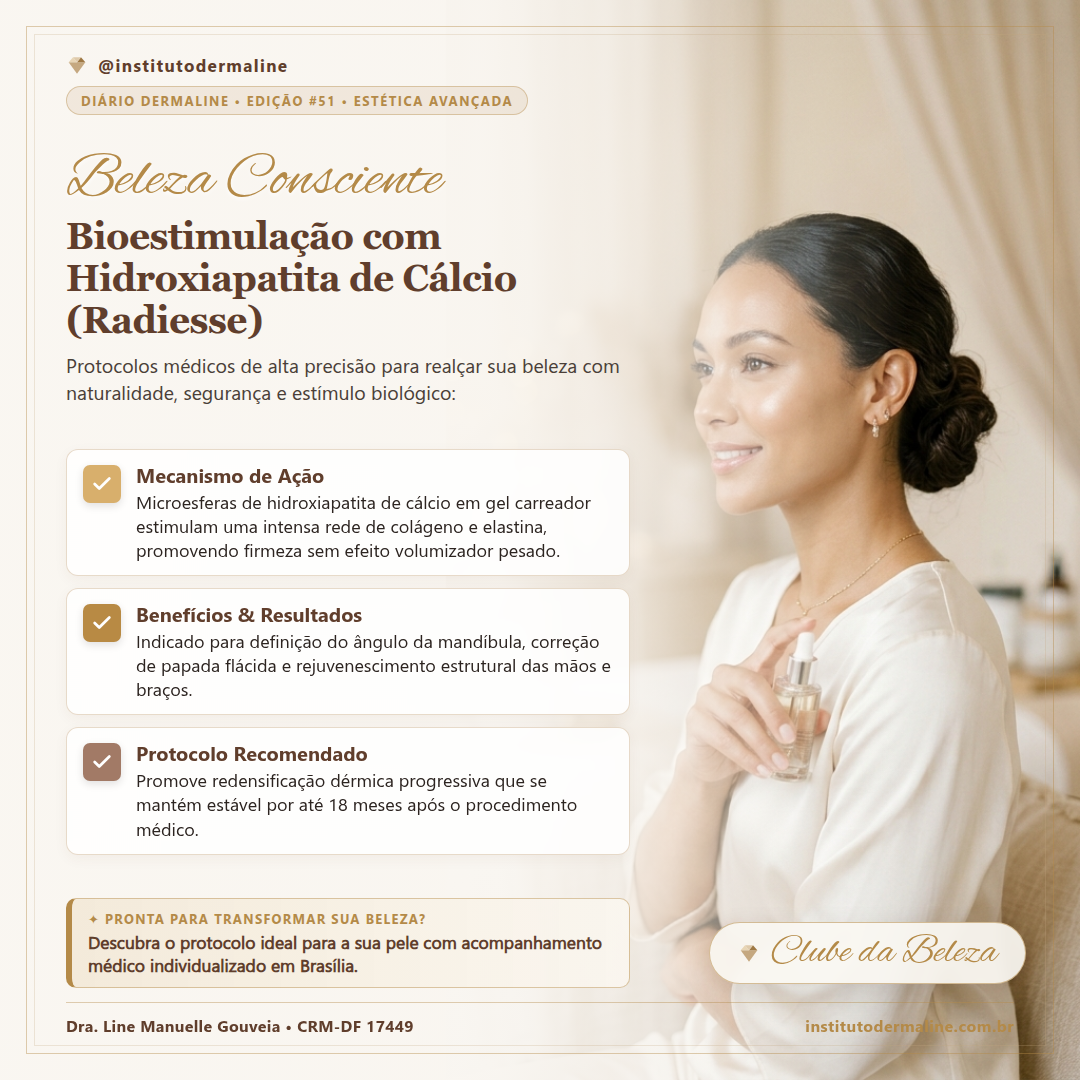 @institutodermaline
DIÁRIO DERMALINE • EDIÇÃO #51 • ESTÉTICA AVANÇADA
Beleza Consciente
Bioestimulação com
Hidroxiapatita de Cálcio
(Radiesse)
Protocolos médicos de alta precisão para realçar sua beleza com
naturalidade, segurança e estímulo biológico:
Mecanismo de Ação
Microesferas de hidroxiapatita de cálcio em gel carreador
estimulam uma intensa rede de colágeno e elastina,
promovendo firmeza sem efeito volumizador pesado.
Benefícios & Resultados
Indicado para definição do ângulo da mandíbula, correção
de papada flácida e rejuvenescimento estrutural das mãos e
braços.
Protocolo Recomendado
Promove redensificação dérmica progressiva que se
mantém estável por até 18 meses após o procedimento
médico.
✦ PRONTA PARA TRANSFORMAR SUA BELEZA?
Descubra o protocolo ideal para a sua pele com acompanhamento
médico individualizado em Brasília.
Clube da Beleza
Dra. Line Manuelle Gouveia • CRM-DF 17449
institutodermaline.com.br